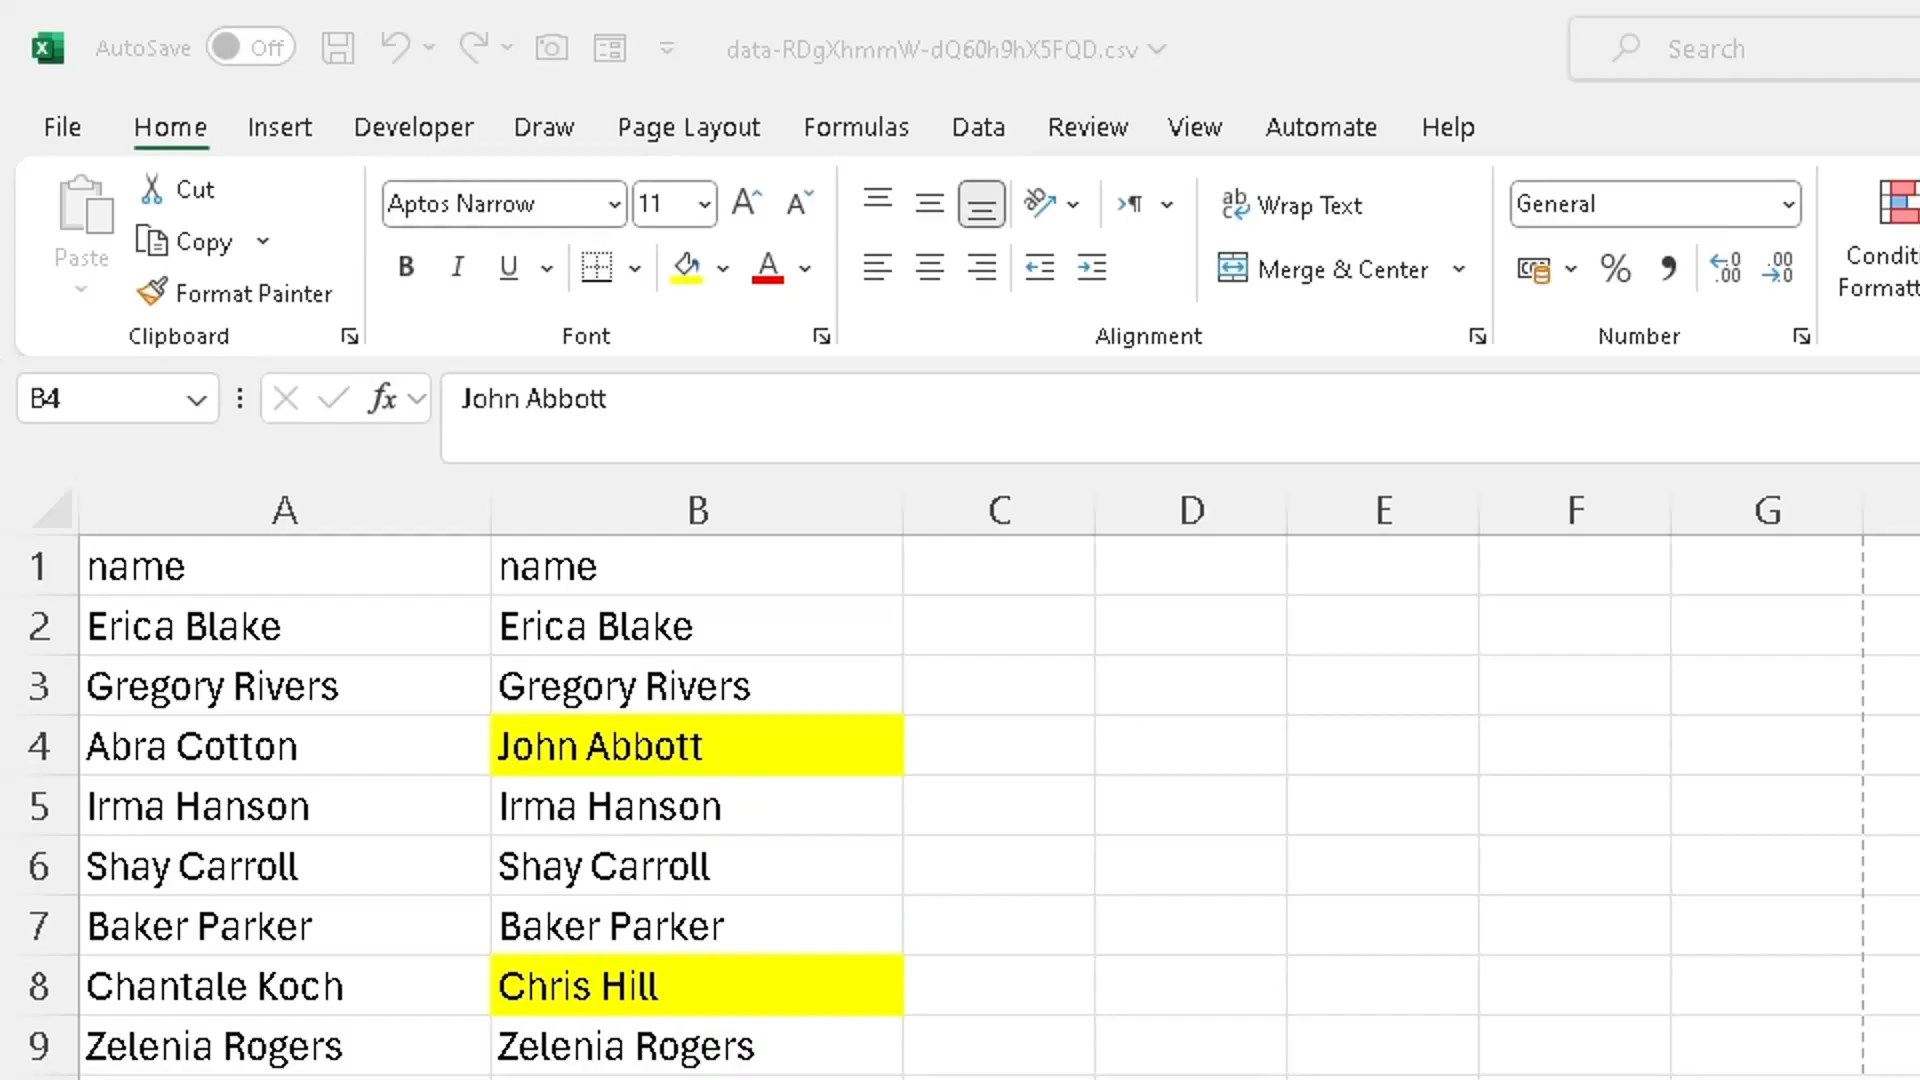 AutoSave Off data-RDgXhmmW-dQ60h9hX5FQD.csv Search
File Home Insert Developer Draw Page Layout Formulas Data Review View Automate Help
Paste
Cut
Copy
Format Painter
Clipboard
Aptos Narrow 11
B I U
Font
Wrap Text
Merge & Center
Alignment
General
Number
Conditi
Formatt
B4 fx John Abbott
A B C D E F G
1 name name
2 Erica Blake Erica Blake
3 Gregory Rivers Gregory Rivers
4 Abra Cotton John Abbott
5 Irma Hanson Irma Hanson
6 Shay Carroll Shay Carroll
7 Baker Parker Baker Parker
8 Chantale Koch Chris Hill
9 Zelenia Rogers Zelenia Rogers